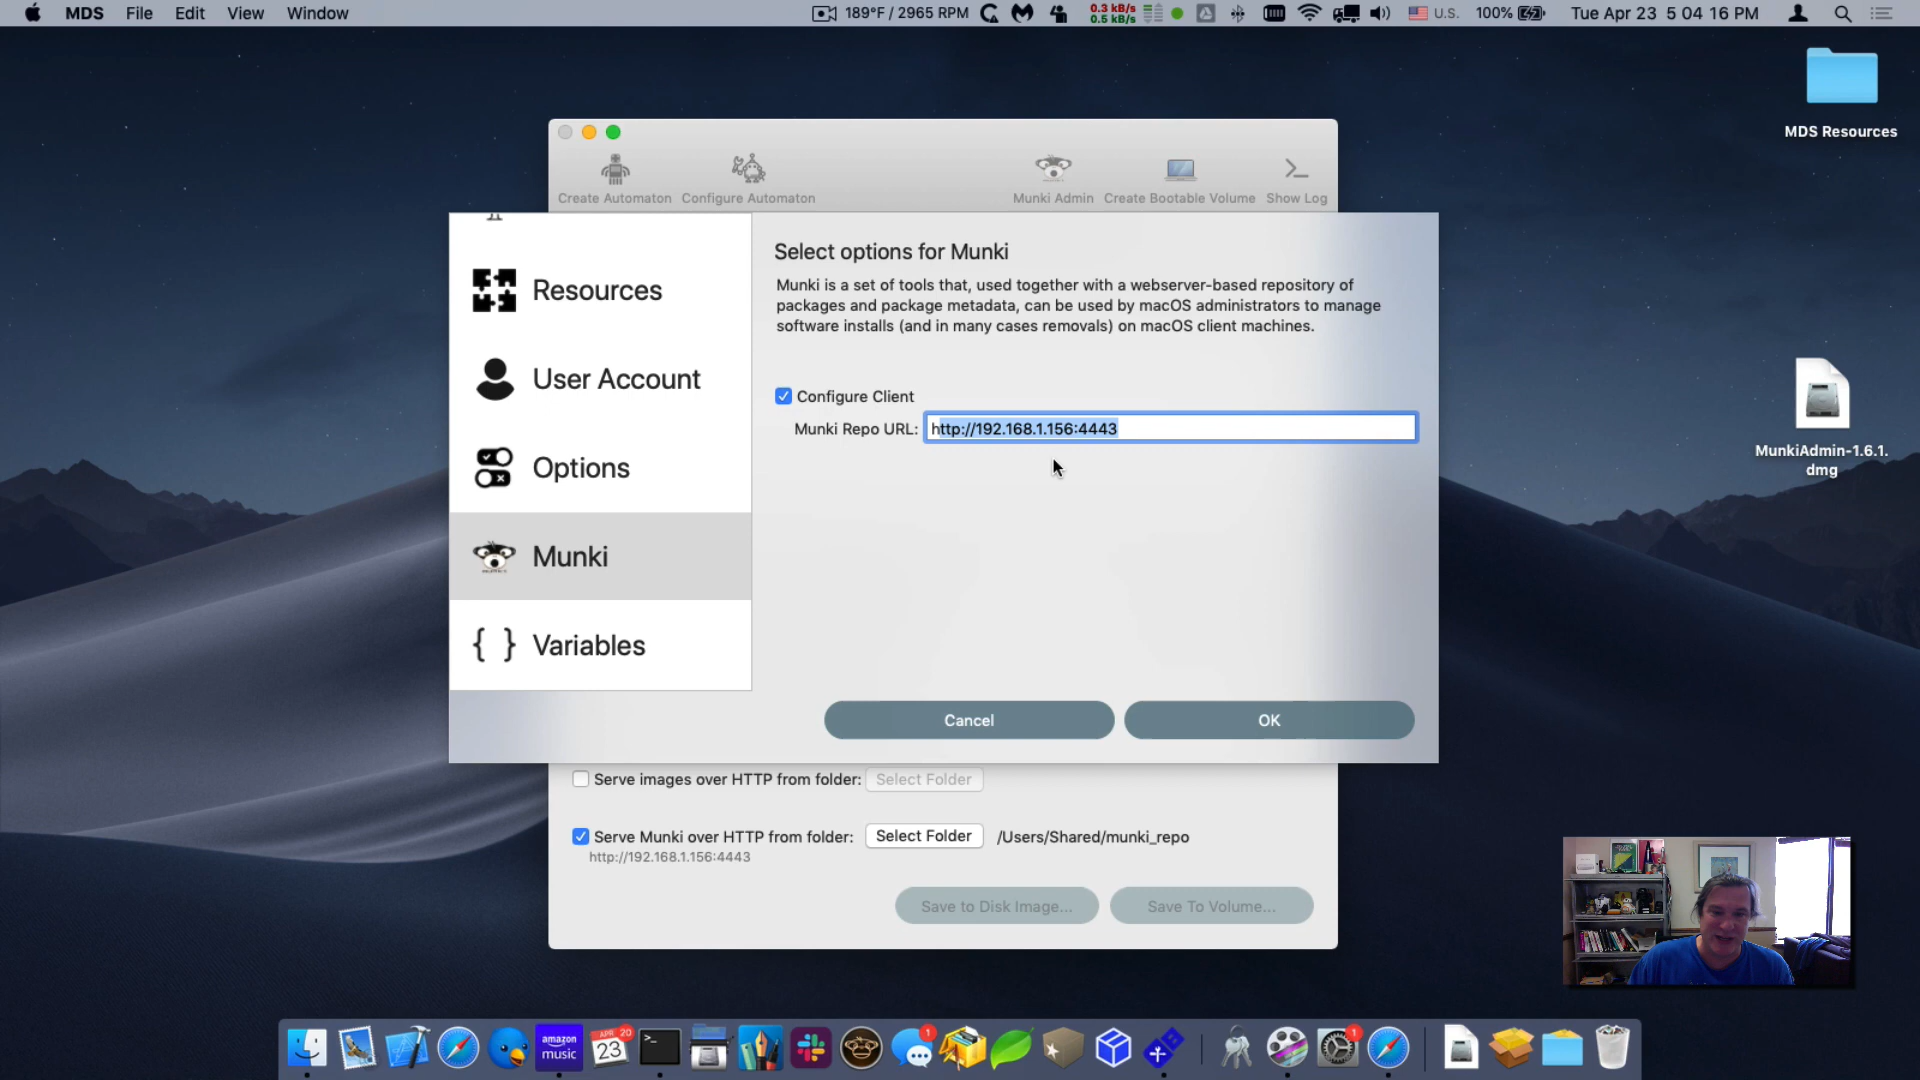 MDS File Edit View Window
189°F / 2965 RPM
0.3 kB/s
0.5 kB/s
U.S. 100% Tue Apr 23 5 04 16 PM
MDS Resources
Create Automaton Configure Automaton Munki Admin Create Bootable Volume Show Log
Resources
User Account
Options
Munki
{ } Variables
Select options for Munki
Munki is a set of tools that, used together with a webserver-based repository of
packages and package metadata, can be used by macOS administrators to manage
software installs (and in many cases removals) on macOS client machines.
Configure Client
Munki Repo URL: http://192.168.1.156:4443
Cancel OK
MunkiAdmin-1.6.1.
dmg
Serve images over HTTP from folder: Select Folder
Serve Munki over HTTP from folder: Select Folder /Users/Shared/munki_repo
http://192.168.1.156:4443
Save to Disk Image... Save To Volume...
amazon
music
APR 20
23
1
1